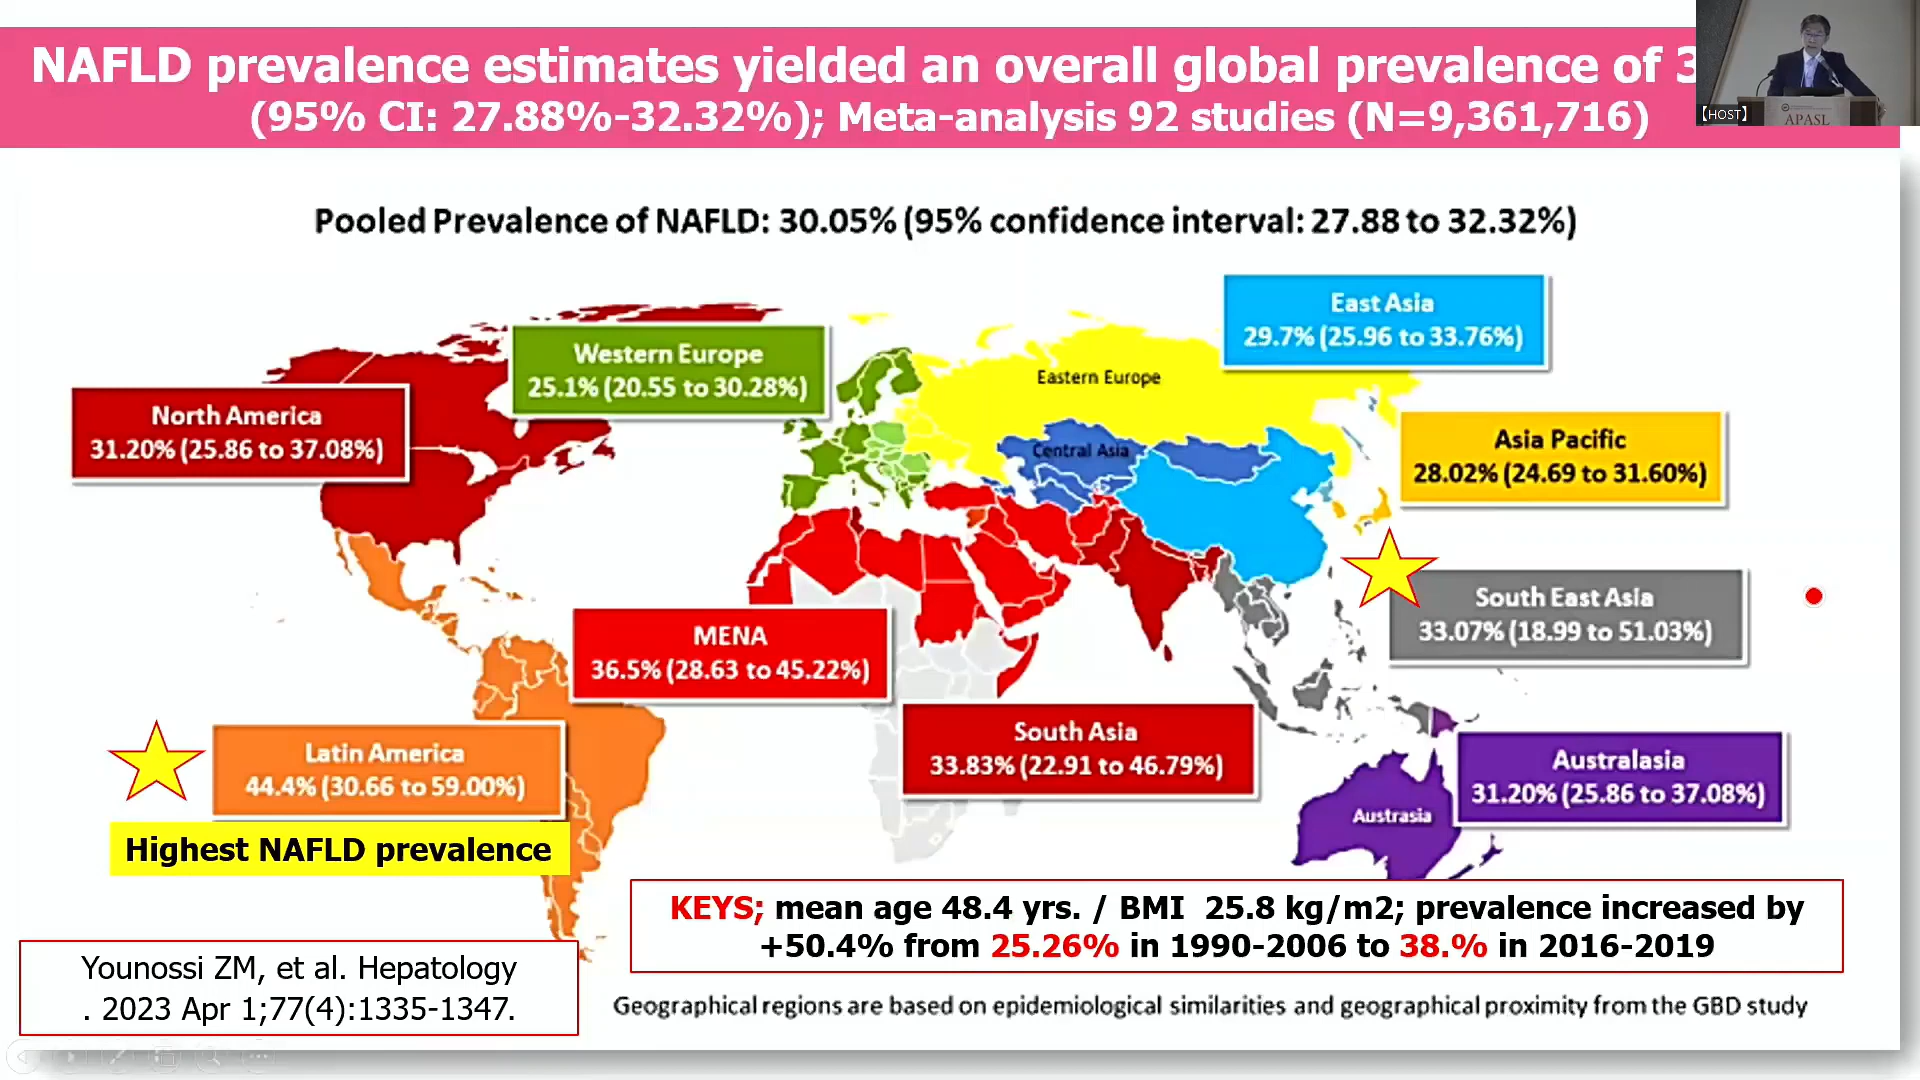 NAFLD prevalence estimates yielded an overall global prevalence of
(95% CI: 27.88%-32.32%); Meta-analysis 92 studies (N=9,361,716)
【HOST】
APASL
Pooled Prevalence of NAFLD: 30.05% (95% confidence interval: 27.88 to 32.32%)
East Asia
29.7% (25.96 to 33.76%)
Western Europe
25.1% (20.55 to 30.28%)
Eastern Europe
North America
31.20% (25.86 to 37.08%)
Asia Pacific
28.02% (24.69 to 31.60%)
Central Asia
South East Asia
33.07% (18.99 to 51.03%)
MENA
36.5% (28.63 to 45.22%)
South Asia
33.83% (22.91 to 46.79%)
Latin America
44.4% (30.66 to 59.00%)
Australasia
31.20% (25.86 to 37.08%)
Austrasia
Highest NAFLD prevalence
KEYS; mean age 48.4 yrs. / BMI 25.8 kg/m2; prevalence increased by
+50.4% from 25.26% in 1990-2006 to 38.% in 2016-2019
Younossi ZM, et al. Hepatology
. 2023 Apr 1;77(4):1335-1347.
Geographical regions are based on epidemiological similarities and geographical proximity from the GBD study